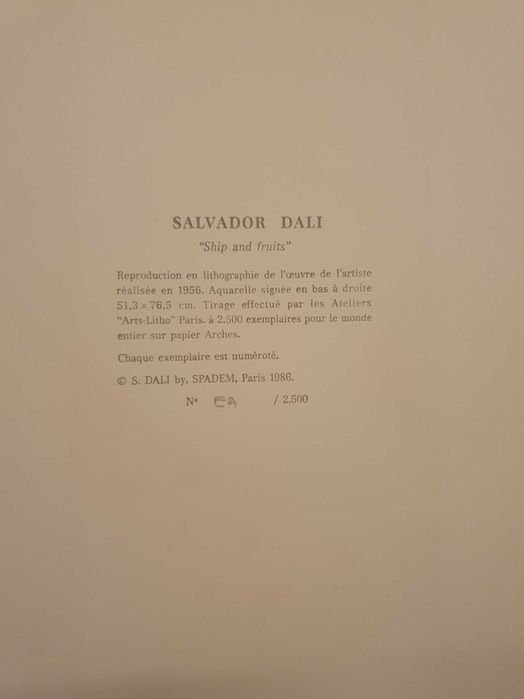 SALVADOR DALI
"Ship and fruits"
Reproduction en lithographie de l'œuvre de l'artiste
réalisée en 1956. Aquarelle signée en bas à droite
51,3 × 76,5 cm. Tirage effectué par les Ateliers
"Arts-Litho" Paris. à 2.500 exemplaires pour le monde
entier sur papier Arches.
Chaque exemplaire est numéroté.
© S. DALI by, SPADEM, Paris 1986.
Nº EA / 2.500